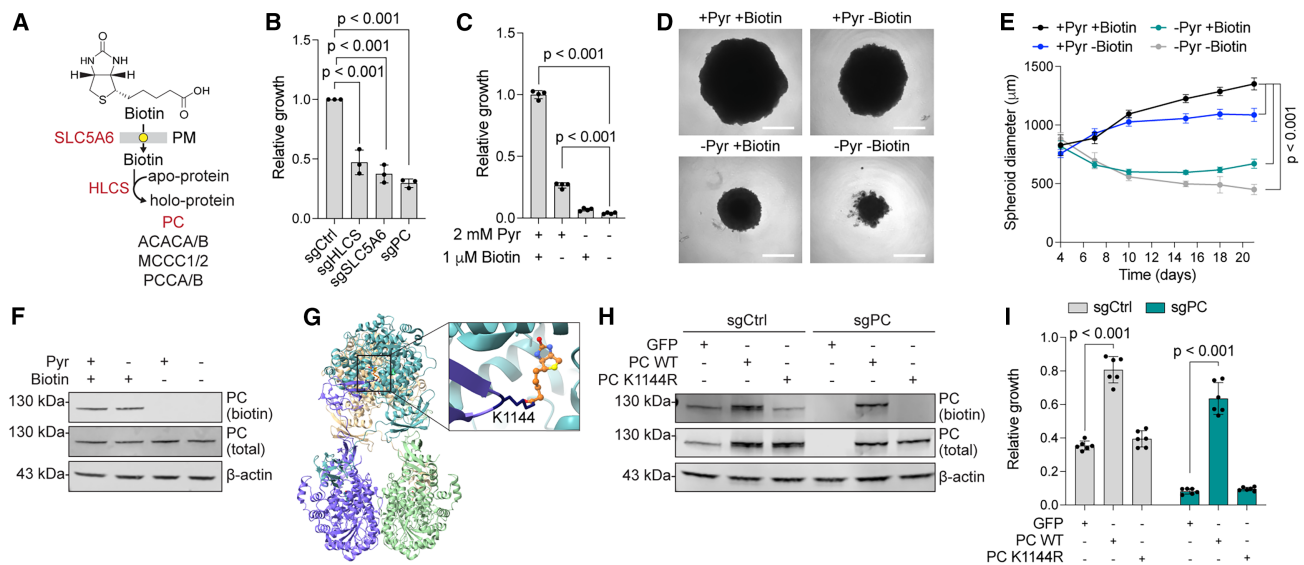 A
O
HN
NH
H
H
S
O
OH
Biotin
SLC5A6
PM
Biotin
HLCS
apo-protein
holo-protein
PC
ACACA/B
MCCC1/2
PCCA/B
B
p < 0.001
p < 0.001
p < 0.001
Relative growth
1.5
1.0
0.5
0.0
sgCtrl
sgHLCS
sgSLC5A6
sgPC
C
p < 0.001
p < 0.001
Relative growth
1.5
1.0
0.5
0.0
2 mM Pyr + + - -
1 μM Biotin + - + -
D
+Pyr +Biotin
+Pyr -Biotin
-Pyr +Biotin
-Pyr -Biotin
E
+Pyr +Biotin
-Pyr +Biotin
+Pyr -Biotin
-Pyr -Biotin
Spheroid diameter (μm)
1500
1000
500
0
4 6 8 10 12 14 16 18 20
Time (days)
p < 0.001
F
Pyr + - + -
Biotin + + - -
130 kDa-
PC
(biotin)
130 kDa-
PC
(total)
43 kDa-
β-actin
G
K1144
H
sgCtrl
sgPC
GFP + - - + - -
PC WT - + - - + -
PC K1144R - - + - - +
130 kDa-
PC
(biotin)
130 kDa-
PC
(total)
43 kDa-
β-actin
I
sgCtrl
sgPC
p < 0.001
p < 0.001
Relative growth
1.0
0.8
0.6
0.4
0.2
0.0
GFP + - - + - -
PC WT - + - - + -
PC K1144R - - + - - +